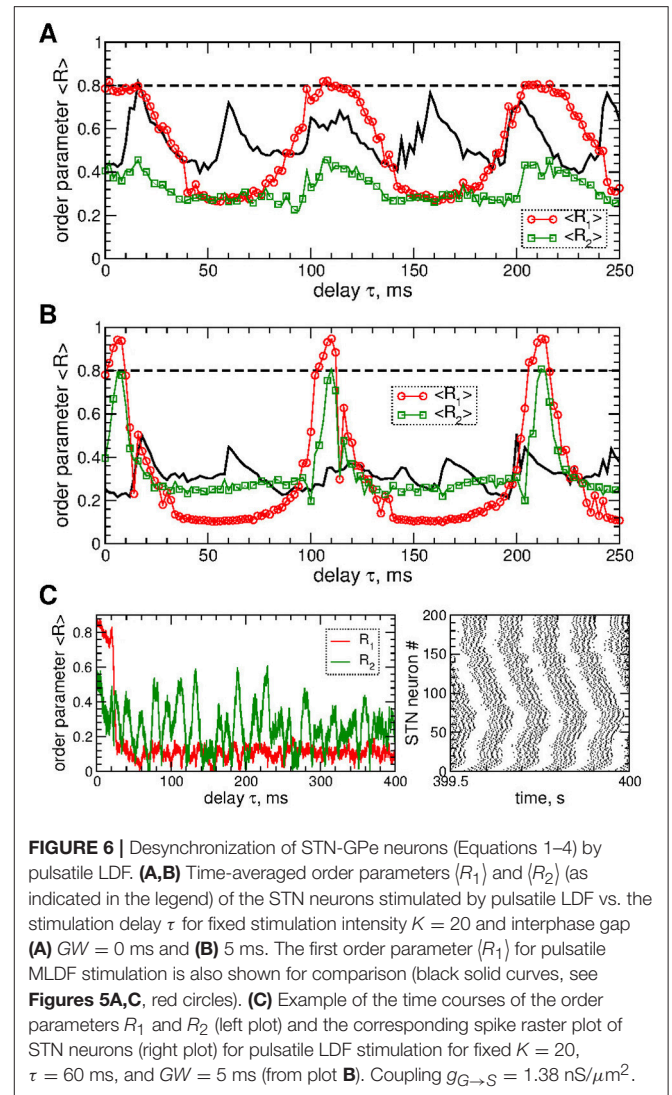 A
order parameter <R>
1
0.8
0.6
0.4
0.2
0
<R₁>
<R₂>
0 50 100 150 200 250
delay τ, ms
B
order parameter <R>
1
0.8
0.6
0.4
0.2
0
<R₁>
<R₂>
0 50 100 150 200 250
delay τ, ms
C
order parameter <R>
0.8
0.6
0.4
0.2
0
R₁
R₂
0 100 200 300 400
delay τ, ms
STN neuron #
200
150
100
50
0
399.5 400
time, s
FIGURE 6 | Desynchronization of STN-GPe neurons (Equations 1–4) by
pulsatile LDF. (A,B) Time-averaged order parameters ⟨R₁⟩ and ⟨R₂⟩ (as
indicated in the legend) of the STN neurons stimulated by pulsatile LDF vs. the
stimulation delay τ for fixed stimulation intensity K = 20 and interphase gap
(A) GW = 0 ms and (B) 5 ms. The first order parameter ⟨R₁⟩ for pulsatile
MLDF stimulation is also shown for comparison (black solid curves, see
Figures 5A,C, red circles). (C) Example of the time courses of the order
parameters R₁ and R₂ (left plot) and the corresponding spike raster plot of
STN neurons (right plot) for pulsatile LDF stimulation for fixed K = 20,
τ = 60 ms, and GW = 5 ms (from plot B). Coupling g_G→S = 1.38 nS/μm².